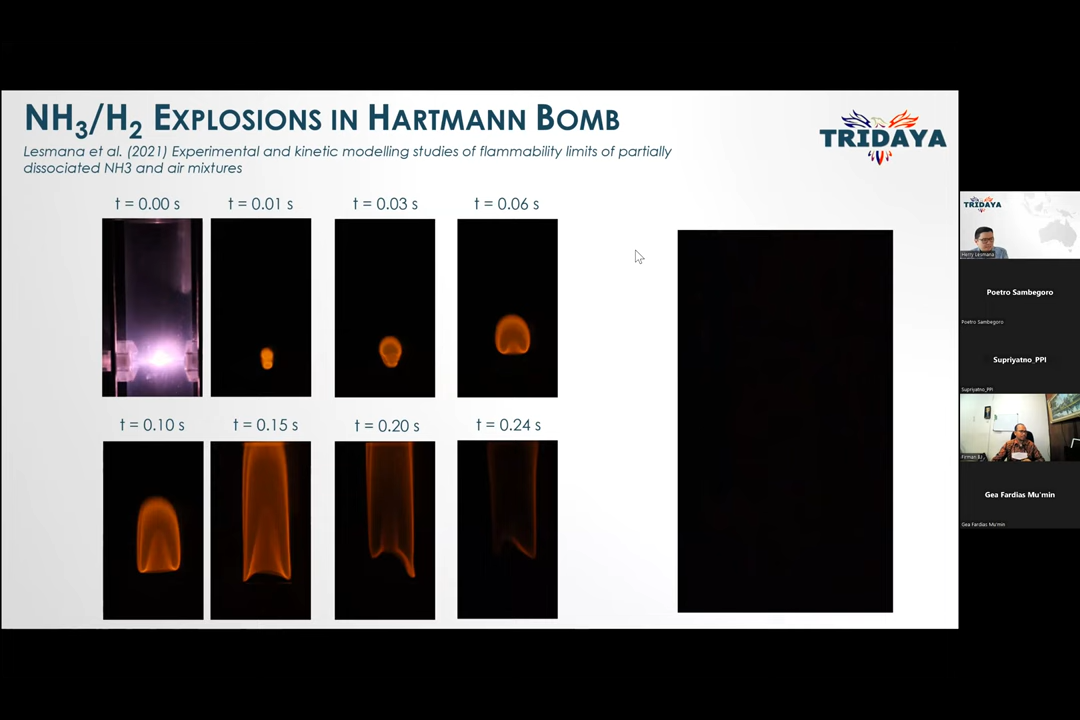 NH3/H2 EXPLOSIONS IN HARTMANN BOMB
Lesmana et al. (2021) Experimental and kinetic modelling studies of flammability limits of partially
dissociated NH3 and air mixtures
TRIDAYA
t = 0.00 s
t = 0.01 s
t = 0.03 s
t = 0.06 s
t = 0.10 s
t = 0.15 s
t = 0.20 s
t = 0.24 s
TRIDAYA
Herry Lesmana
Poetro Sambegoro
Poetro Sambegoro
Supriyatno_PPI
Supriyatno_PPI
Gea Fardias Mu'min
Gea Fardias Mu'min